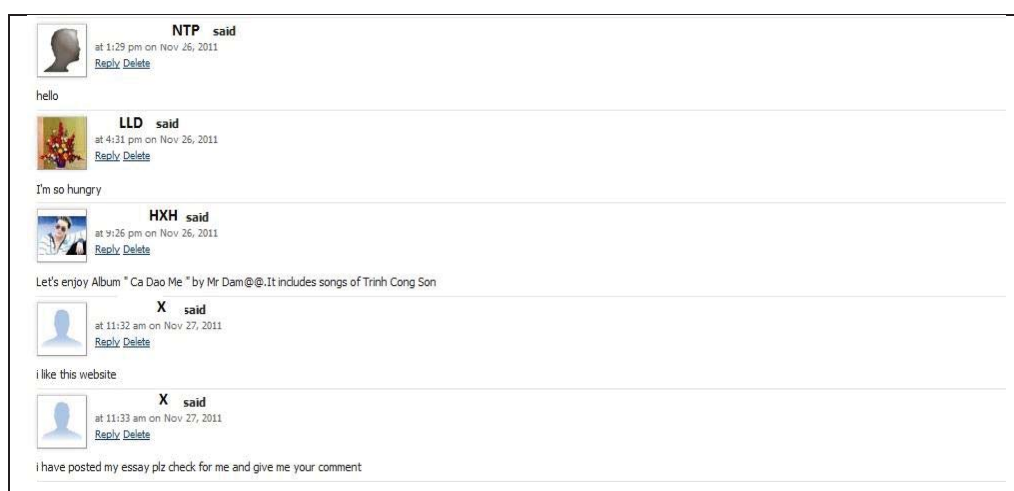 NTP said
at 1:29 pm on Nov 26, 2011
Reply Delete
hello
LLD said
at 4:31 pm on Nov 26, 2011
Reply Delete
I'm so hungry
HXH said
at 9:26 pm on Nov 26, 2011
Reply Delete
Let's enjoy Album " Ca Dao Me " by Mr Dam@@.It includes songs of Trinh Cong Son
X said
at 11:32 am on Nov 27, 2011
Reply Delete
i like this website
X said
at 11:33 am on Nov 27, 2011
Reply Delete
i have posted my essay plz check for me and give me your comment